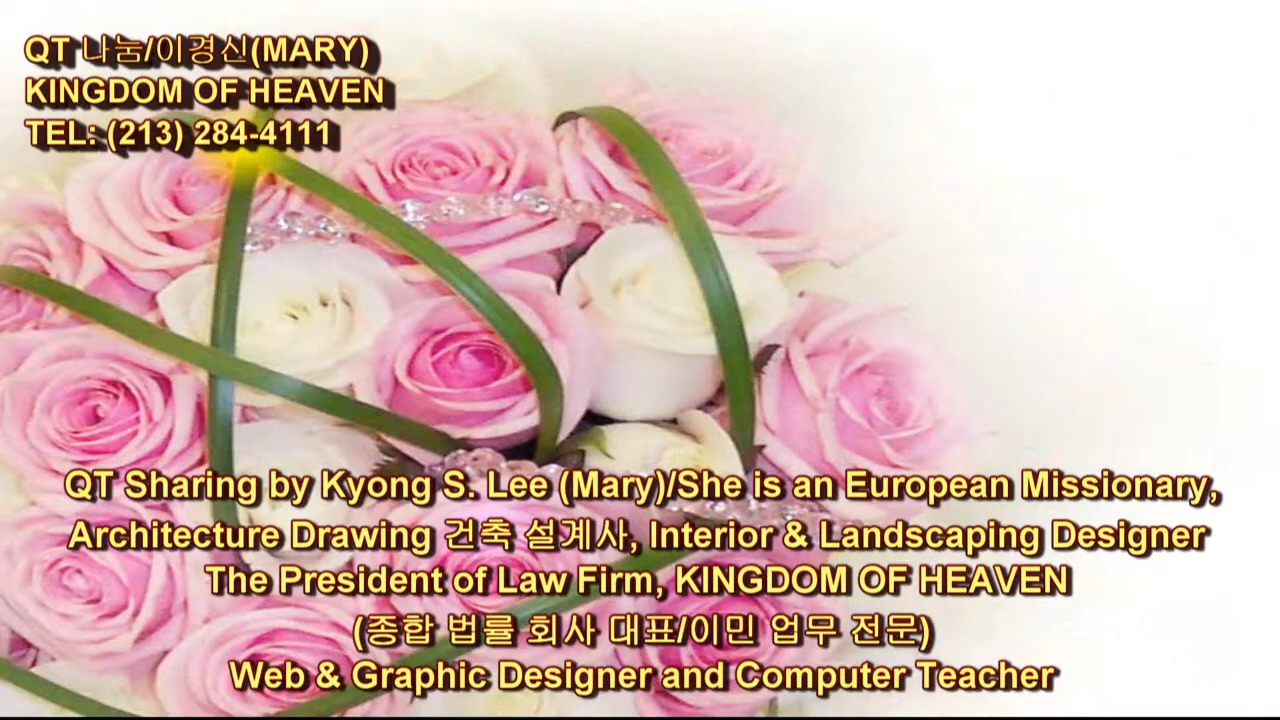 QT 나눔/이경신(MARY)
KINGDOM OF HEAVEN
TEL: (213) 284-4111
QT Sharing by Kyong S. Lee (Mary)/She is an European Missionary,
Architecture Drawing 건축 설계사, Interior & Landscaping Designer
The President of Law Firm, KINGDOM OF HEAVEN
(종합 법률 회사 대표/이민 업무 전문)
Web & Graphic Designer and Computer Teacher